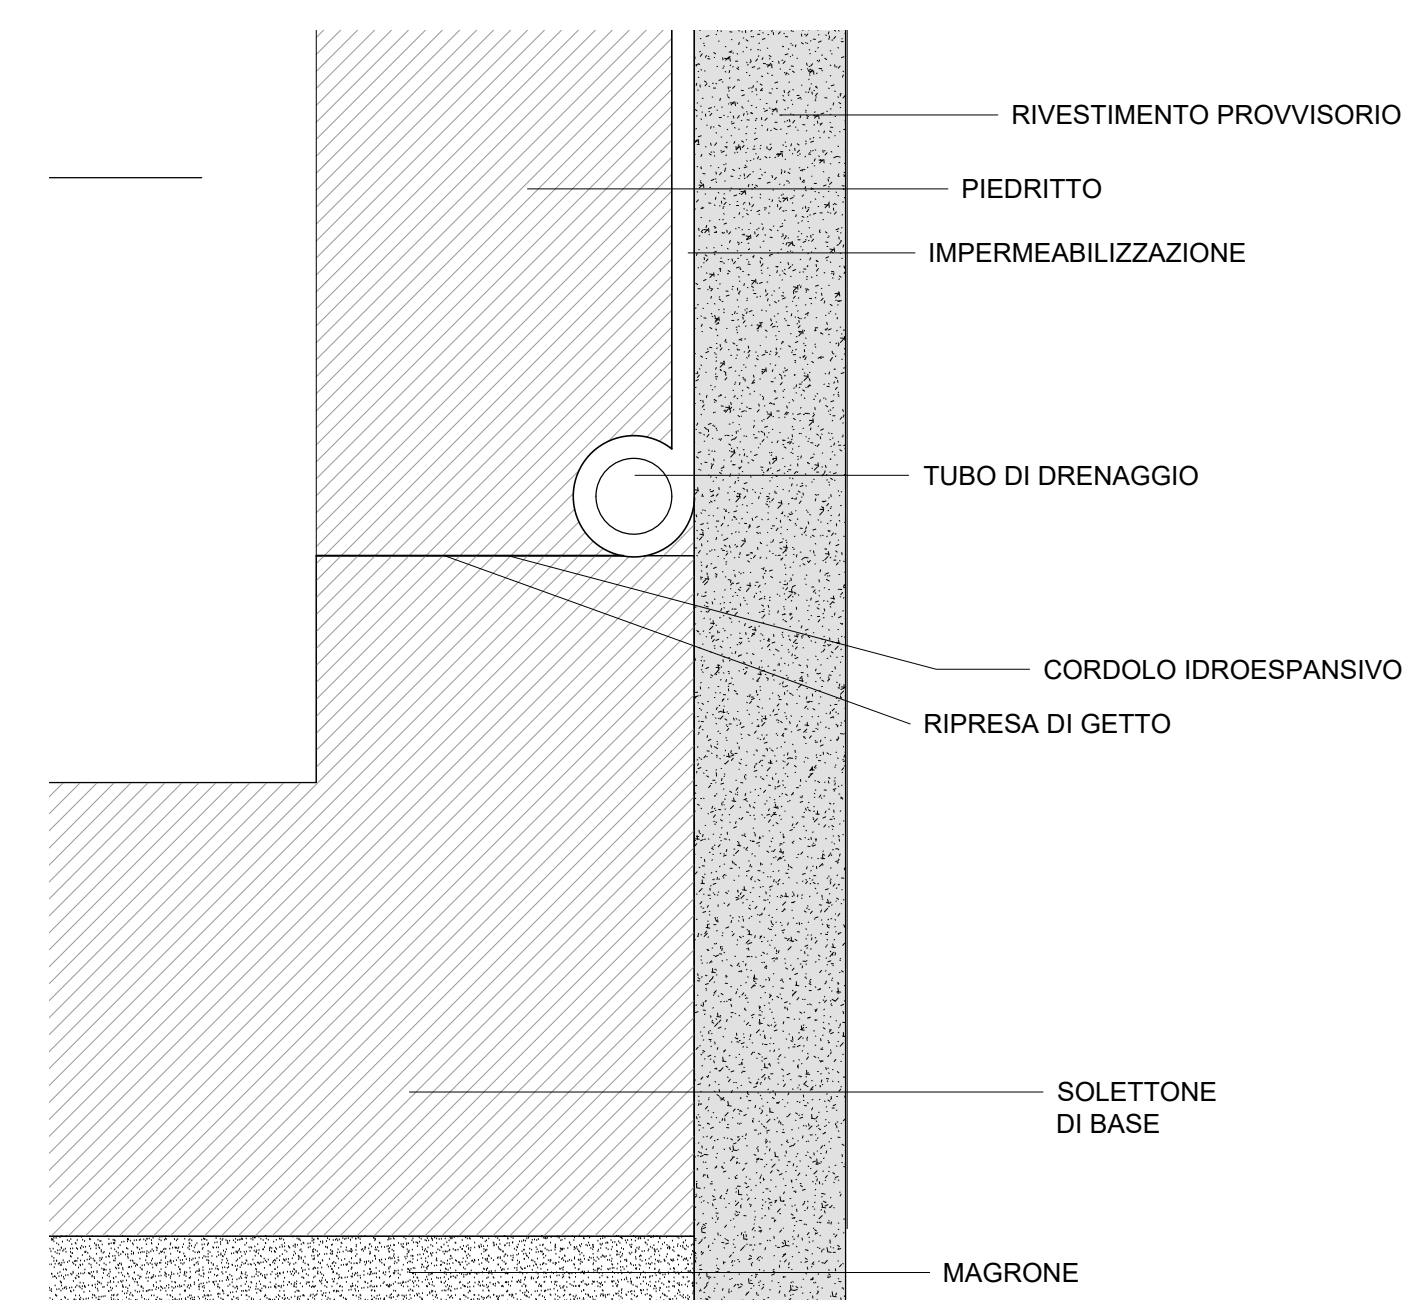 RIVESTIMENTO PROVVISORIO
PIEDRITTO
IMPERMEABILIZZAZIONE
TUBO DI DRENAGGIO
CORDOLO IDROESPANSIVO
RIPRESA DI GETTO
SOLETTONE
DI BASE
MAGRONE